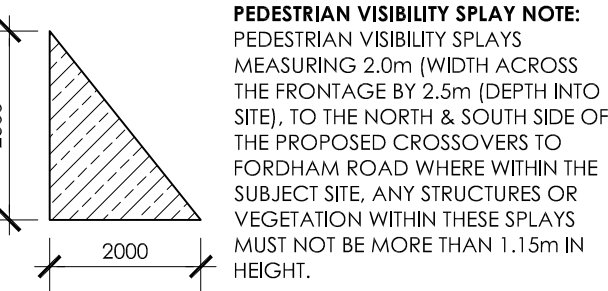 PEDESTRIAN VISIBILITY SPLAY NOTE:
PEDESTRIAN VISIBILITY SPLAYS
MEASURING 2.0m (WIDTH ACROSS
THE FRONTAGE BY 2.5m (DEPTH INTO
SITE), TO THE NORTH & SOUTH SIDE OF
THE PROPOSED CROSSOVERS TO
FORDHAM ROAD WHERE WITHIN THE
SUBJECT SITE, ANY STRUCTURES OR
VEGETATION WITHIN THESE SPLAYS
MUST NOT BE MORE THAN 1.15m IN
HEIGHT.
2000